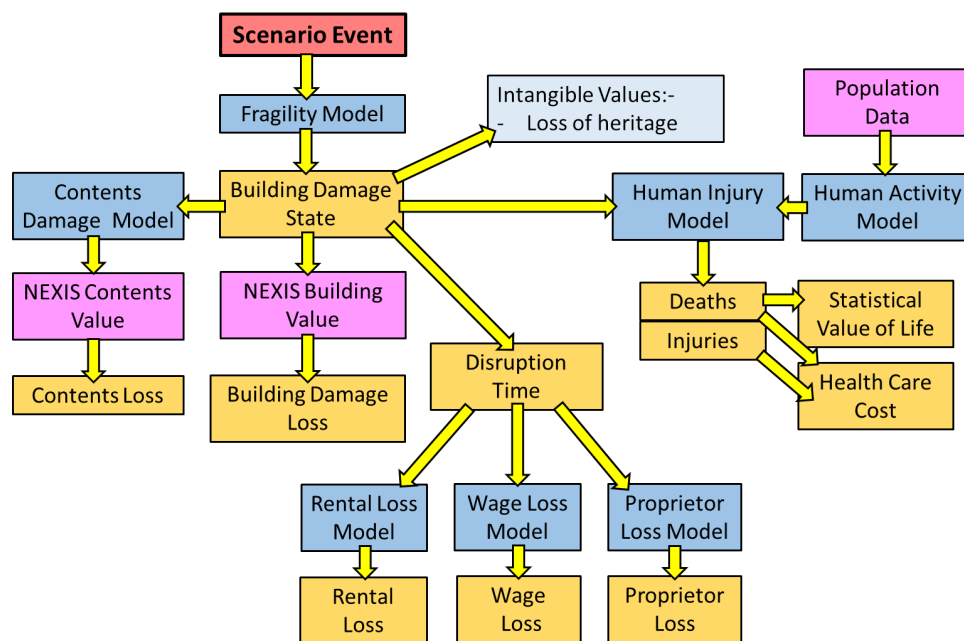 Scenario Event
Fragility Model
Intangible Values:-
-    Loss of heritage
Population
Data
Contents
Damage  Model
Building Damage
State
Human Injury
Model
Human Activity
Model
NEXIS Contents
Value
NEXIS Building
Value
Deaths
Injuries
Statistical
Value of Life
Contents Loss
Building Damage
Loss
Disruption
Time
Health Care
Cost
Rental Loss
Model
Wage Loss
Model
Proprietor
Loss Model
Rental
Loss
Wage
Loss
Proprietor
Loss